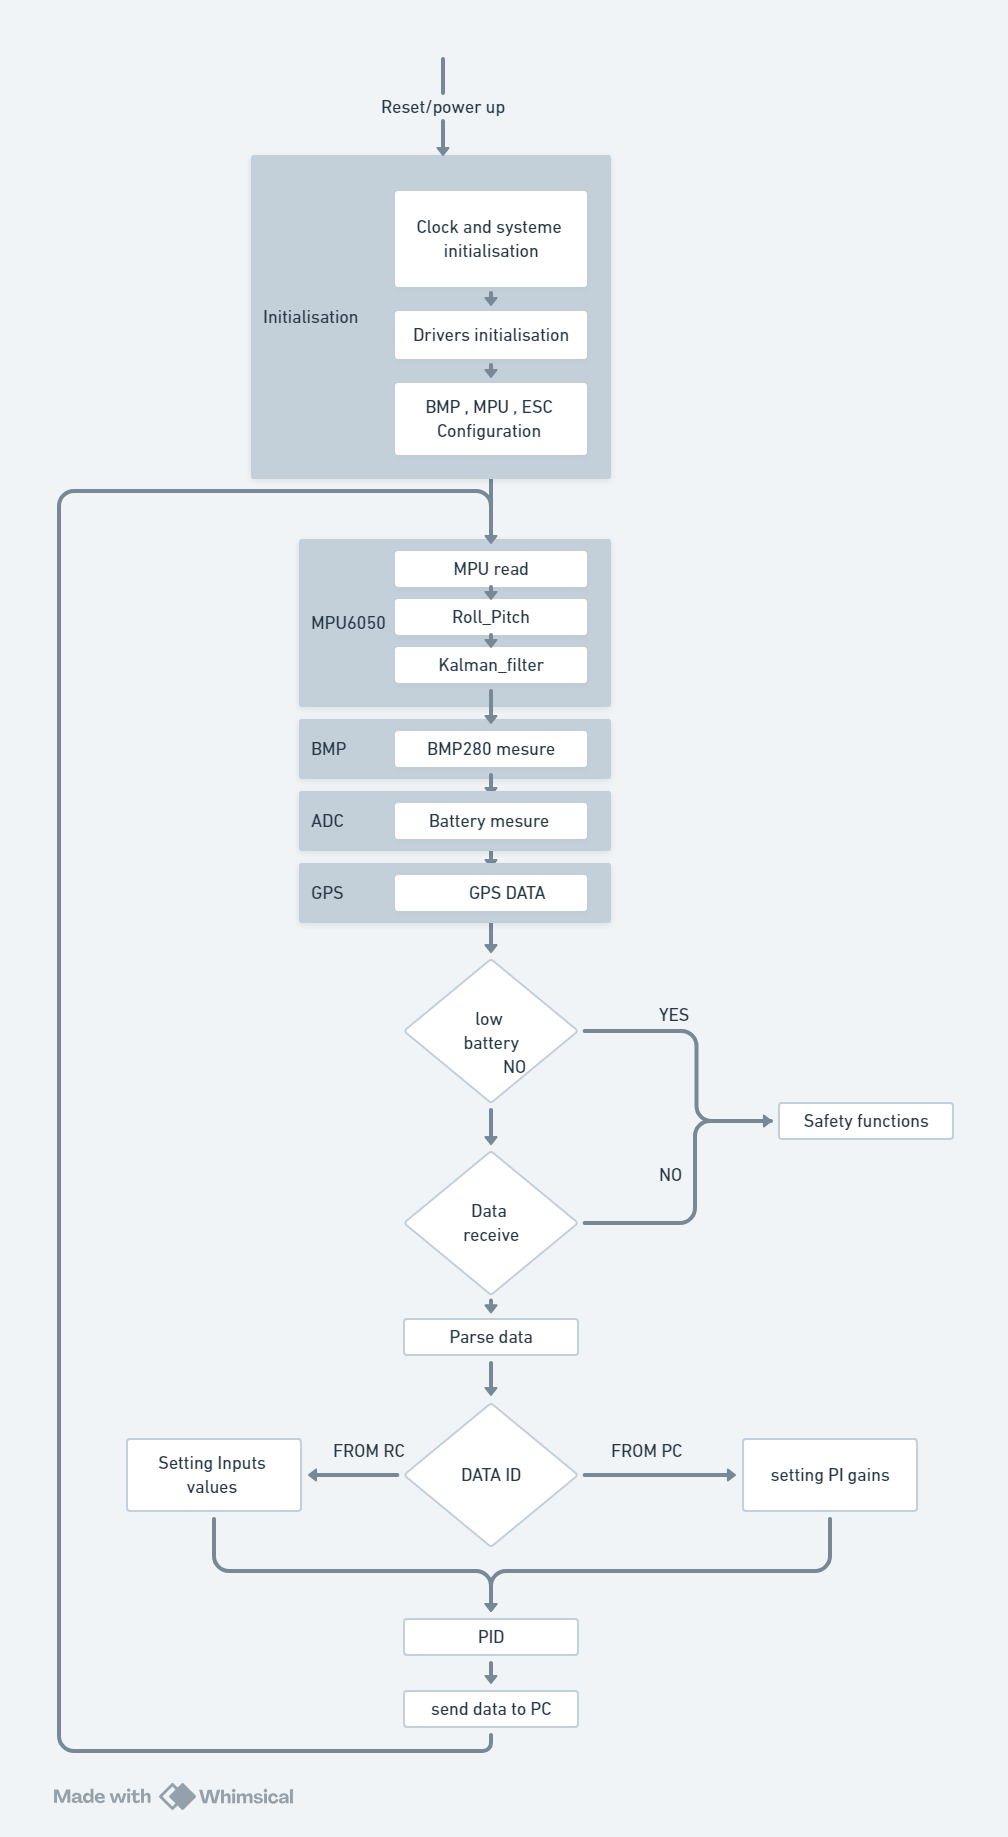 Reset/power up
Clock and systeme
initialisation
Initialisation
Drivers initialisation
BMP , MPU , ESC
Configuration
MPU read
MPU6050
Roll_Pitch
Kalman_filter
BMP
BMP280 mesure
ADC
Battery mesure
GPS
GPS DATA
low
battery
NO
YES
Safety functions
NO
Data
receive
Parse data
FROM RC
FROM PC
Setting Inputs
values
DATA ID
setting PI gains
PID
send data to PC
Made with Whimsical